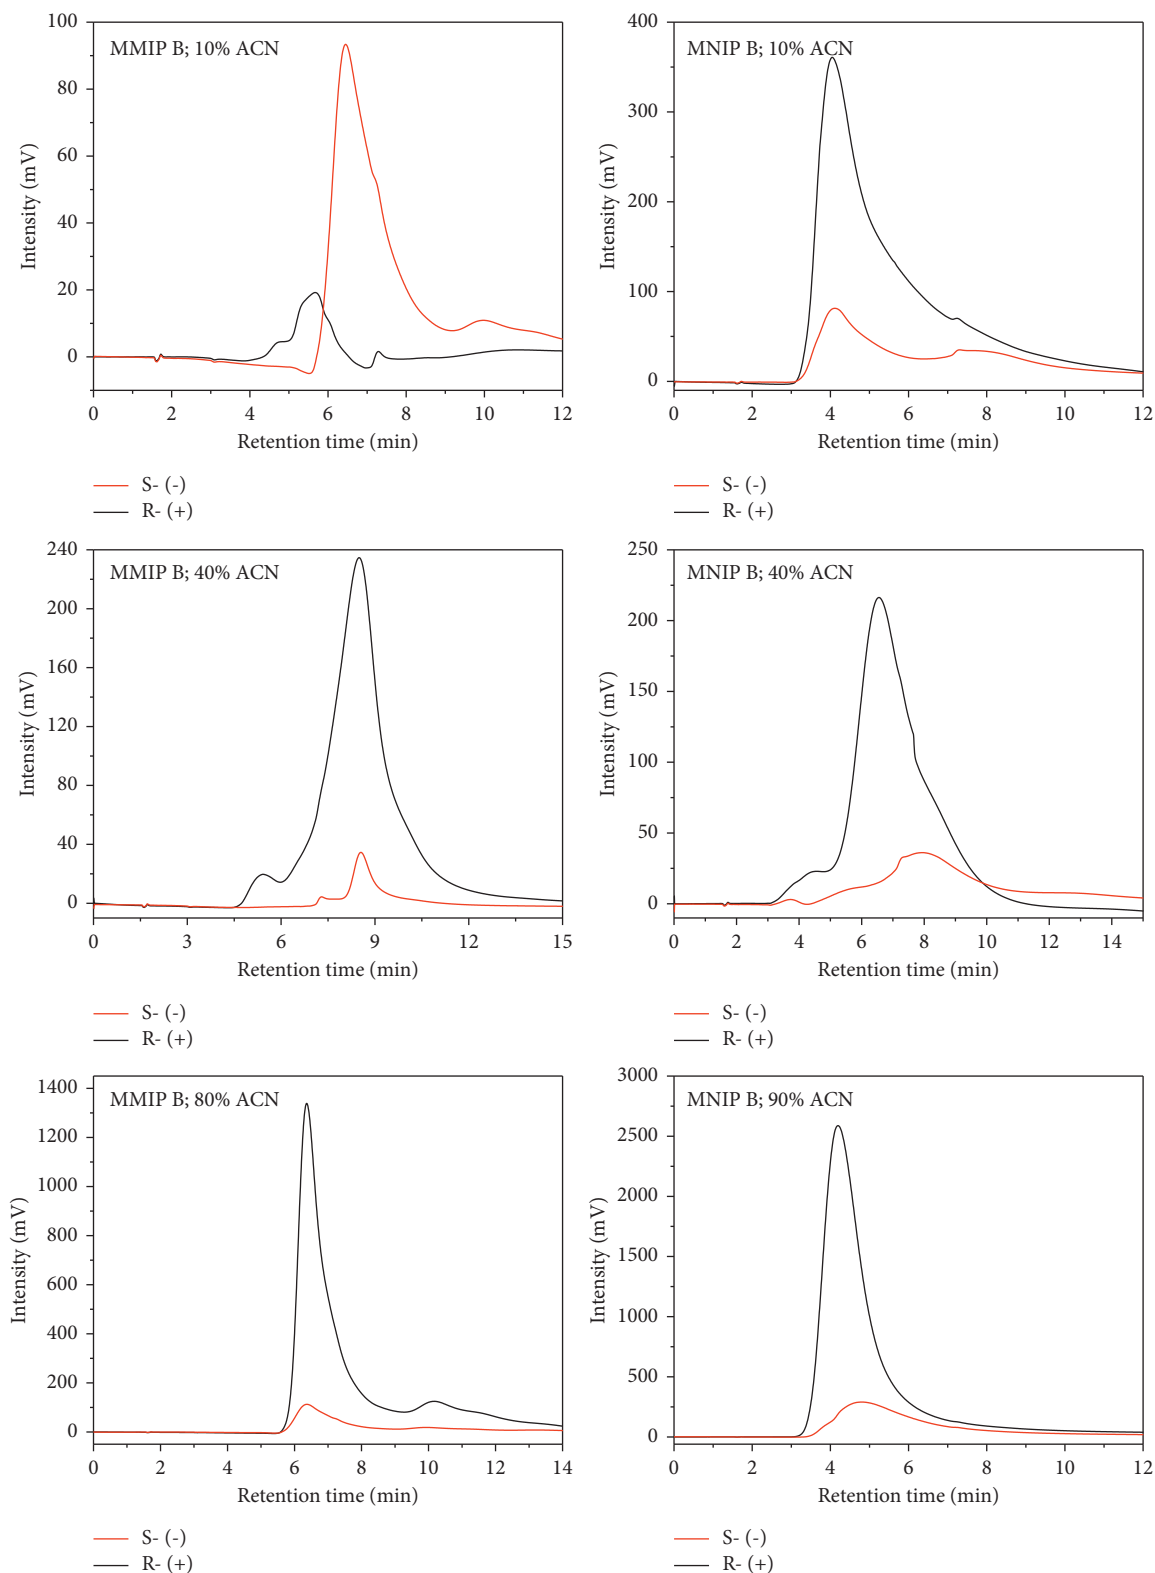 MMIP B; 10% ACN
Intensity (mV)
100
80
60
40
20
0
0
2
4
6
8
10
12
Retention time (min)
S- (-)
R- (+)
MNIP B; 10% ACN
Intensity (mV)
400
300
200
100
0
0
2
4
6
8
10
12
Retention time (min)
S- (-)
R- (+)
MMIP B; 40% ACN
Intensity (mV)
240
200
160
120
80
40
0
0
3
6
9
12
15
Retention time (min)
S- (-)
R- (+)
MNIP B; 40% ACN
Intensity (mV)
250
200
150
100
50
0
0
2
4
6
8
10
12
14
Retention time (min)
S- (-)
R- (+)
MMIP B; 80% ACN
Intensity (mV)
1400
1200
1000
800
600
400
200
0
0
2
4
6
8
10
12
14
Retention time (min)
S- (-)
R- (+)
MNIP B; 90% ACN
Intensity (mV)
3000
2500
2000
1500
1000
500
0
0
2
4
6
8
10
12
Retention time (min)
S- (-)
R- (+)